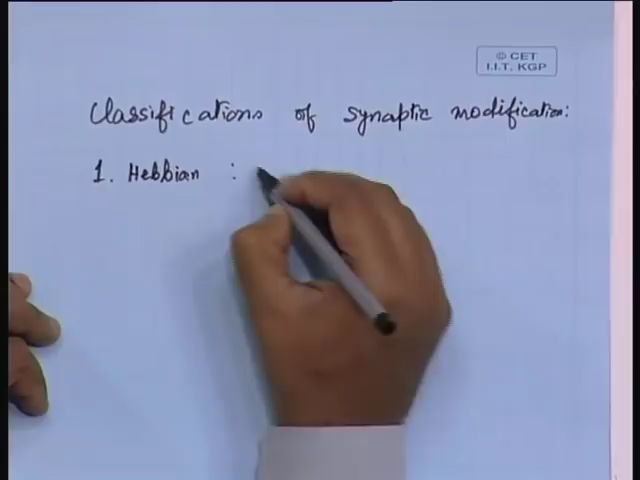 © CET
I.I.T. KGP
Classifications of synaptic modification:
1. Hebbian :